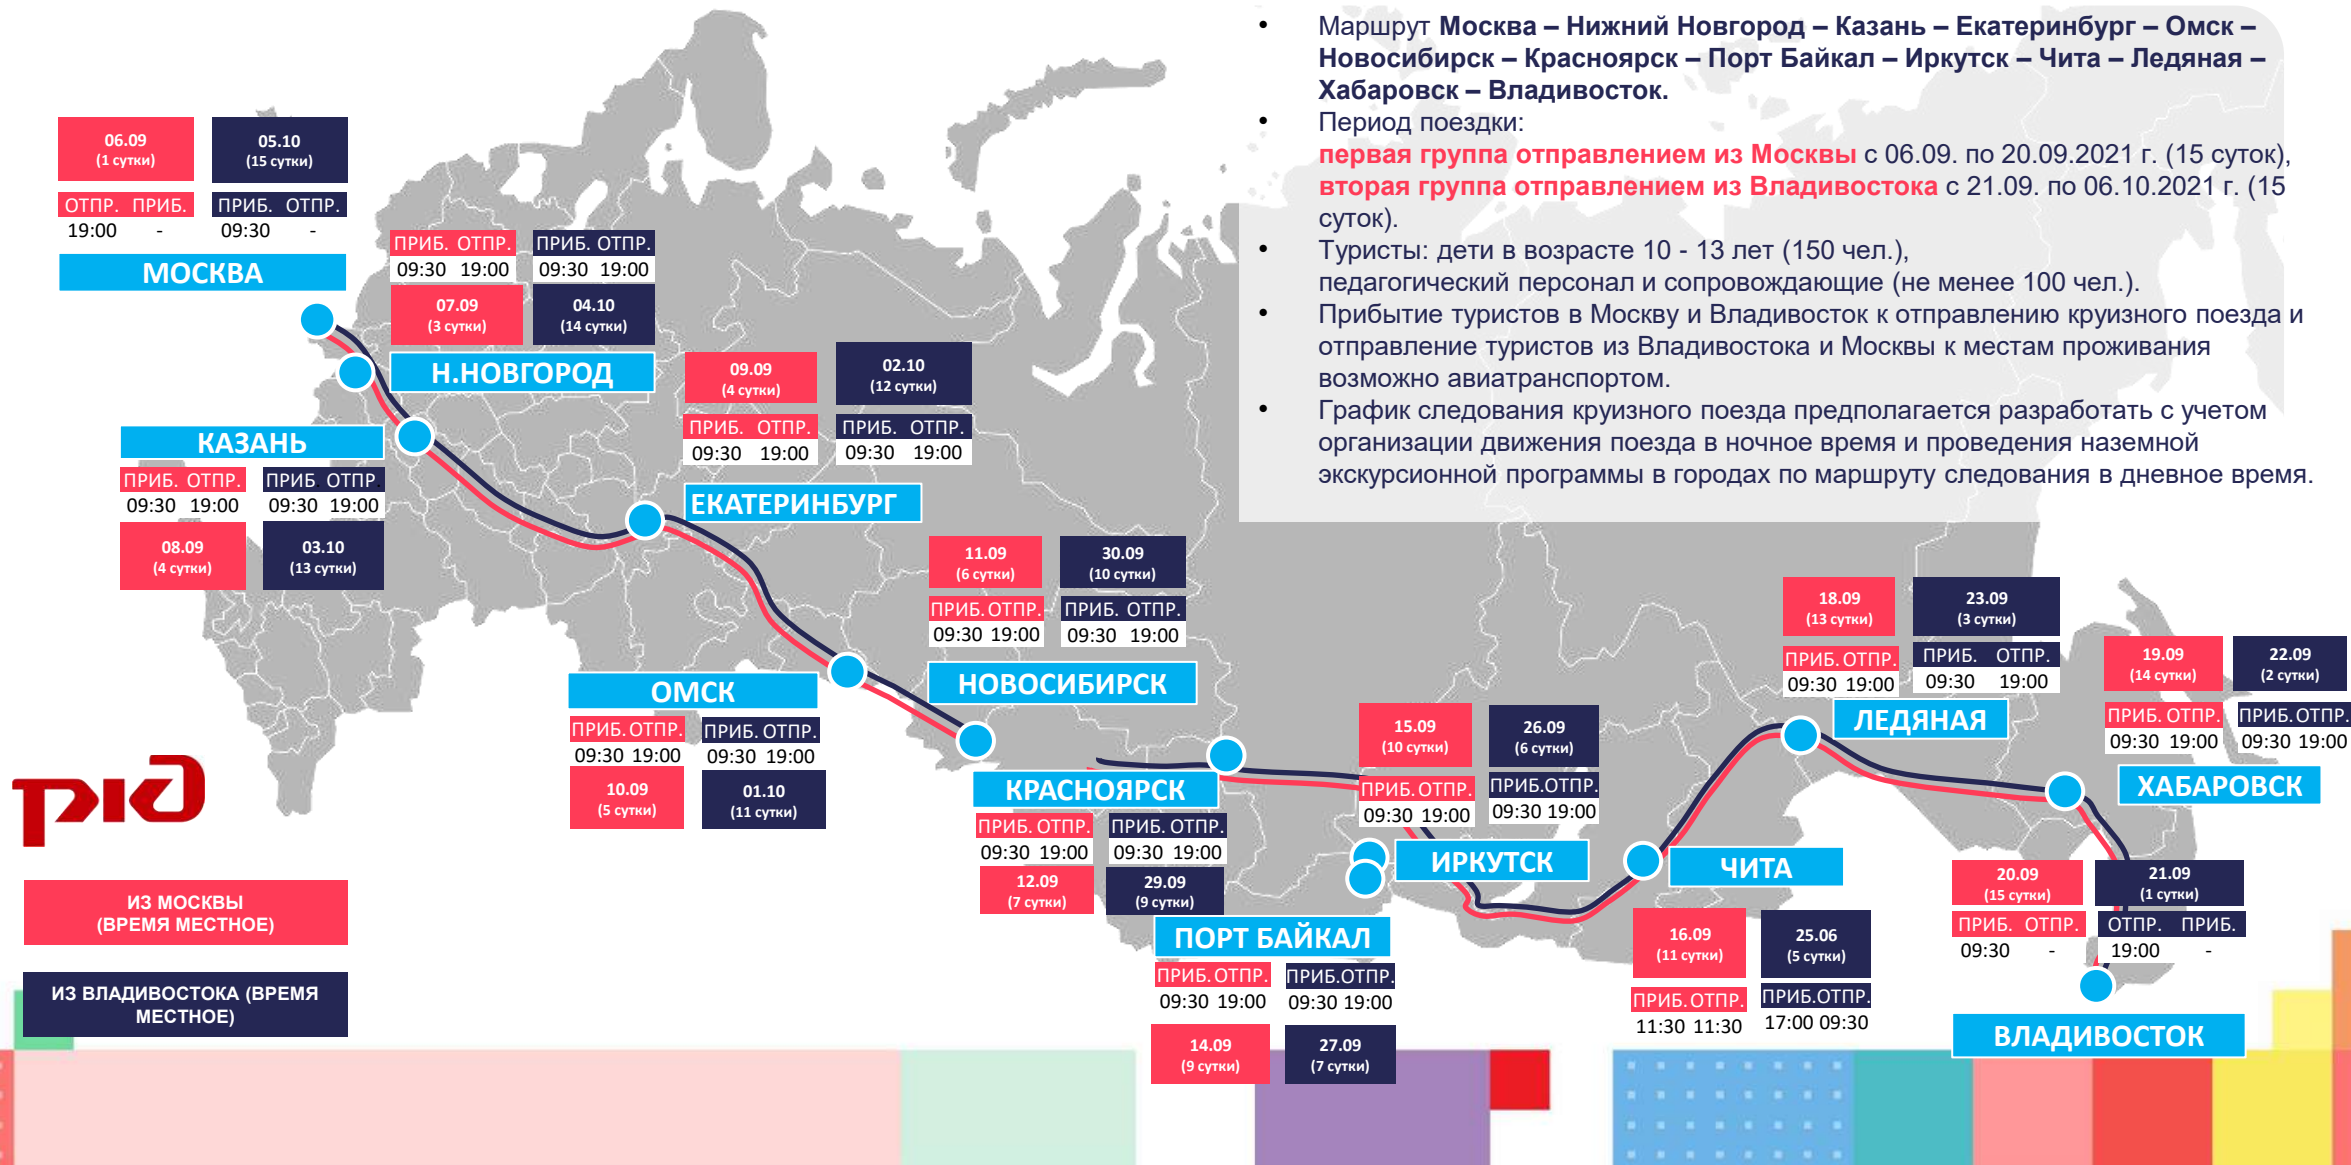 • Маршрут Москва – Нижний Новгород – Казань – Екатеринбург – Омск –
Новосибирск – Красноярск – Порт Байкал – Иркутск – Чита – Ледяная –
Хабаровск – Владивосток.
• Период поездки:
первая группа отправлением из Москвы с 06.09. по 20.09.2021 г. (15 суток),
вторая группа отправлением из Владивостока с 21.09. по 06.10.2021 г. (15
суток).
• Туристы: дети в возрасте 10 - 13 лет (150 чел.),
педагогический персонал и сопровождающие (не менее 100 чел.).
• Прибытие туристов в Москву и Владивосток к отправлению круизного поезда и
отправление туристов из Владивостока и Москвы к местам проживания
возможно авиатранспортом.
• График следования круизного поезда предполагается разработать с учетом
организации движения поезда в ночное время и проведения наземной
экскурсионной программы в городах по маршруту следования в дневное время.
06.09 05.10
(1 сутки) (15 сутки)
ОТПР. ПРИБ. ПРИБ. ОТПР.
19:00 - 09:30 -
МОСКВА
ПРИБ. ОТПР. ПРИБ. ОТПР.
09:30 19:00 09:30 19:00
07.09 04.10
(3 сутки) (14 сутки)
Н.НОВГОРОД
КАЗАНЬ
ПРИБ. ОТПР. ПРИБ. ОТПР.
09:30 19:00 09:30 19:00
08.09 03.10
(4 сутки) (13 сутки)
09.09 02.10
(4 сутки) (12 сутки)
ПРИБ. ОТПР. ПРИБ. ОТПР.
09:30 19:00 09:30 19:00
ЕКАТЕРИНБУРГ
ОМСК
ПРИБ. ОТПР. ПРИБ. ОТПР.
09:30 19:00 09:30 19:00
10.09 01.10
(5 сутки) (11 сутки)
11.09 30.09
(6 сутки) (10 сутки)
ПРИБ. ОТПР. ПРИБ. ОТПР.
09:30 19:00 09:30 19:00
НОВОСИБИРСК
КРАСНОЯРСК
ПРИБ. ОТПР. ПРИБ. ОТПР.
09:30 19:00 09:30 19:00
12.09 29.09
(7 сутки) (9 сутки)
ПОРТ БАЙКАЛ
ПРИБ. ОТПР. ПРИБ.ОТПР.
09:30 19:00 09:30 19:00
14.09 27.09
(9 сутки) (7 сутки)
15.09 26.09
(10 сутки) (6 сутки)
ПРИБ. ОТПР. ПРИБ.ОТПР.
09:30 19:00 09:30 19:00
ИРКУТСК
ЧИТА
16.09 25.06
(11 сутки) (5 сутки)
ПРИБ. ОТПР. ПРИБ.ОТПР.
11:30 11:30 17:00 09:30
18.09 23.09
(13 сутки) (3 сутки)
ПРИБ. ОТПР. ПРИБ. ОТПР.
09:30 19:00 09:30 19:00
ЛЕДЯНАЯ
19.09 22.09
(14 сутки) (2 сутки)
ПРИБ. ОТПР. ПРИБ.ОТПР.
09:30 19:00 09:30 19:00
ХАБАРОВСК
20.09 21.09
(15 сутки) (1 сутки)
ПРИБ. ОТПР. ОТПР. ПРИБ.
09:30 - 19:00 -
ВЛАДИВОСТОК
ржд
ИЗ МОСКВЫ
(ВРЕМЯ МЕСТНОЕ)
ИЗ ВЛАДИВОСТОКА (ВРЕМЯ
МЕСТНОЕ)